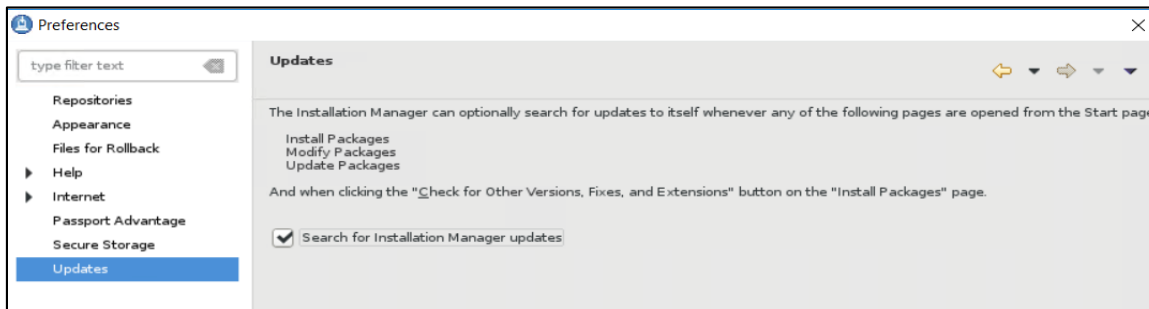 Preferences
type filter text
Repositories
Appearance
Files for Rollback
Help
Internet
Passport Advantage
Secure Storage
Updates
Updates
The Installation Manager can optionally search for updates to itself whenever any of the following pages are opened from the Start page
Install Packages
Modify Packages
Update Packages
And when clicking the "Check for Other Versions, Fixes, and Extensions" button on the "Install Packages" page.
Search for Installation Manager updates